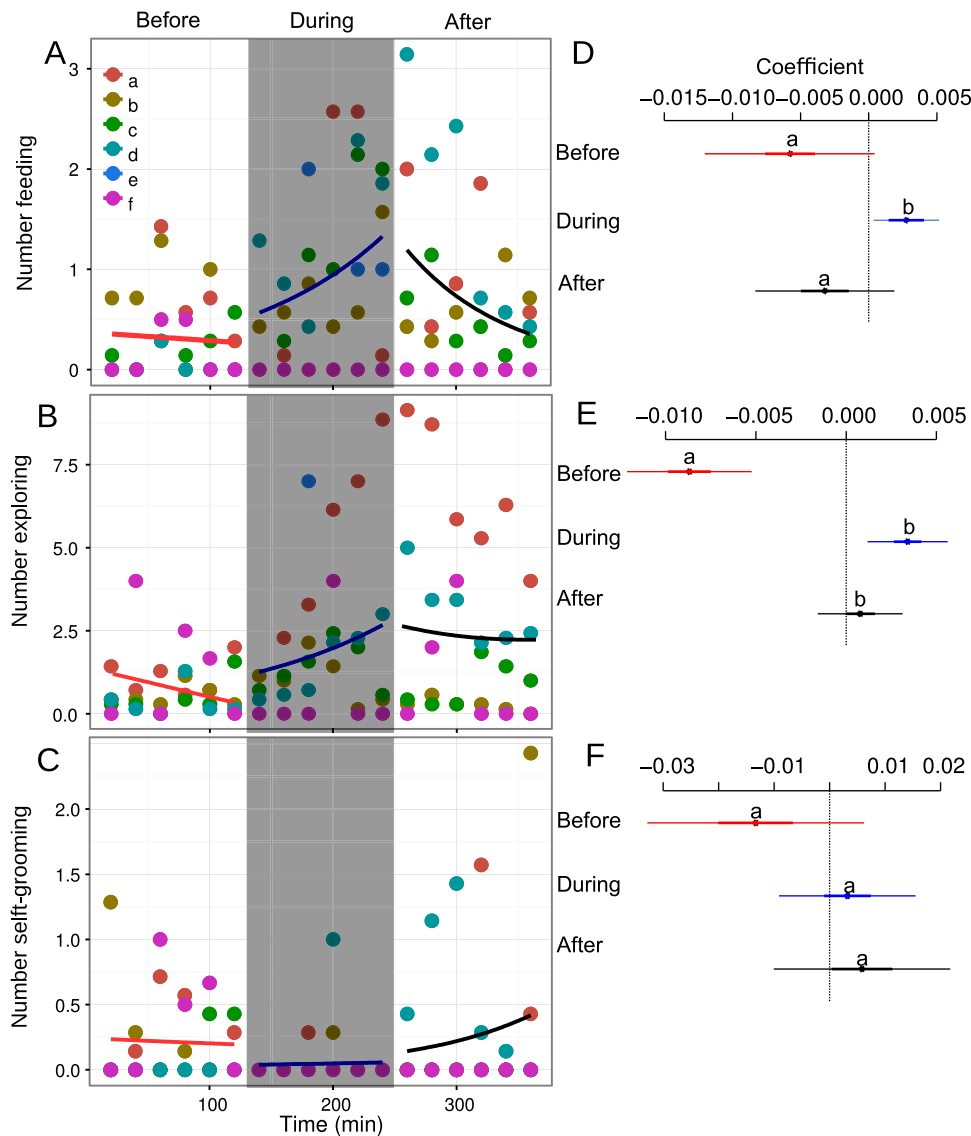 Before During After
A
Number feeding
3
2
1
0
a
b
c
d
e
f
D
Coefficient
−0.015 −0.010 −0.005 0.000 0.005
Before a
During b
After a
B
Number exploring
7.5
5.0
2.5
0.0
E
−0.010 −0.005 0.000 0.005
Before a
During b
After b
C
Number selft-grooming
2.0
1.5
1.0
0.5
0.0
100 200 300
Time (min)
F
−0.03 −0.01 0.01 0.02
Before a
During a
After a